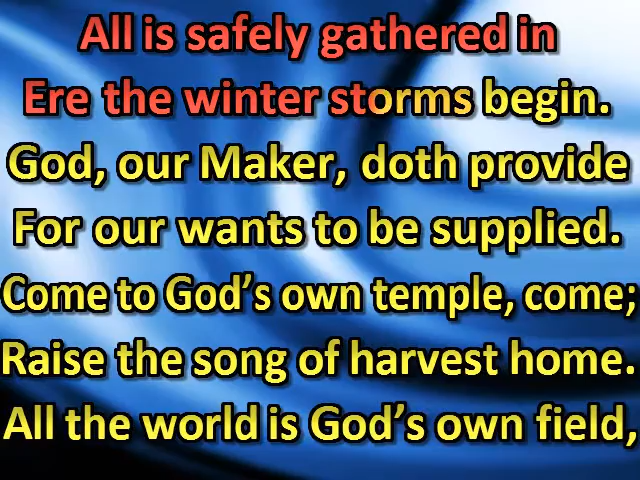 All is safely gathered in
Ere the winter storms begin.
God, our Maker, doth provide
For our wants to be supplied.
Come to God’s own temple, come;
Raise the song of harvest home.
All the world is God’s own field,